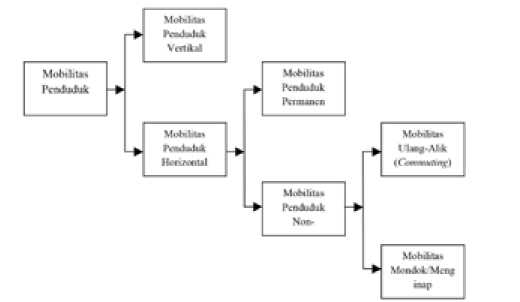 Mobilitas
Penduduk
Vertikal
Mobilitas
Penduduk
Mobilitas
Penduduk
Horizontal
Mobilitas
Penduduk
Permanen
Mobilitas
Penduduk
Non-
Mobilitas
Ulang-Alik
(Commuting)
Mobilitas
Mondok/Meng
inap